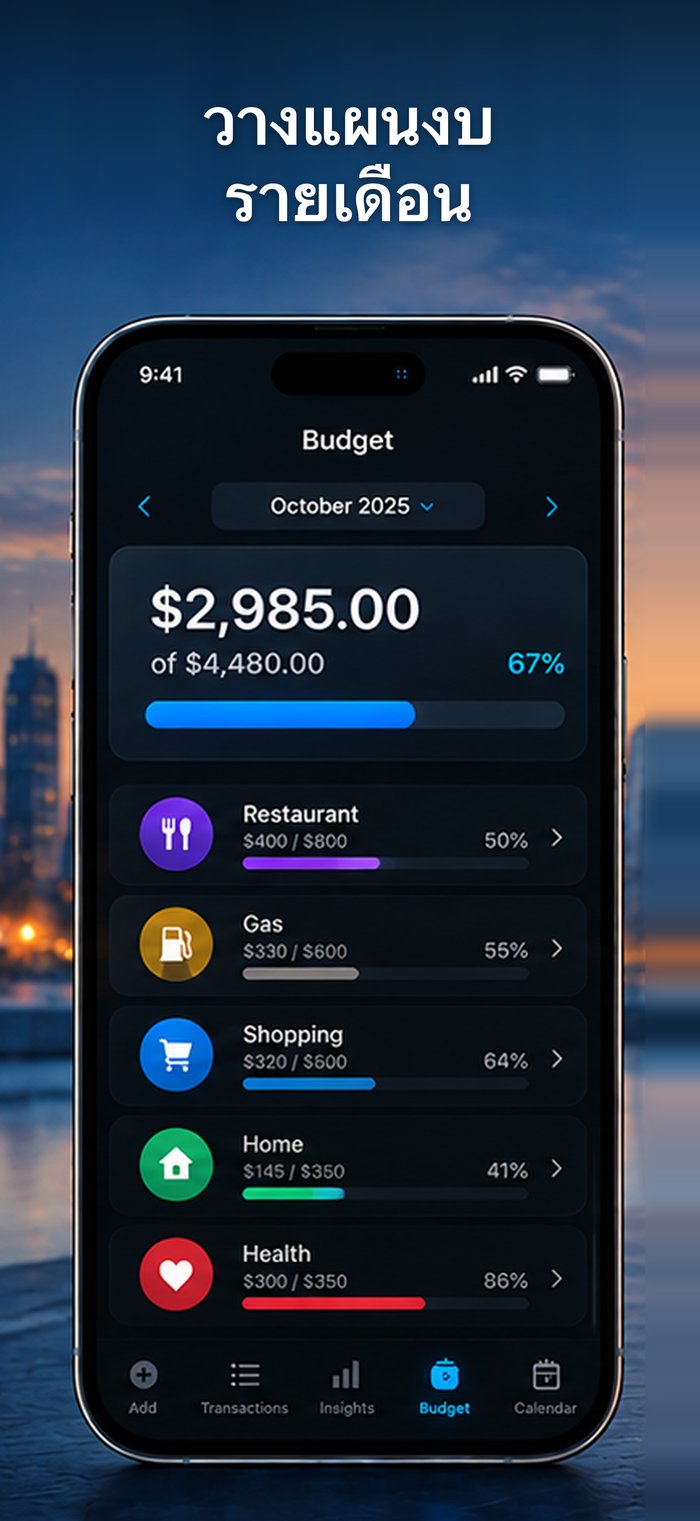 วางแผนงบ
รายเดือน
9:41
Budget
October 2025
$2,985.00
of $4,480.00
67%
Restaurant
$400 / $800
50%
Gas
$330 / $600
55%
Shopping
$320 / $600
64%
Home
$145 / $350
41%
Health
$300 / $350
86%
Add
Transactions
Insights
Budget
Calendar